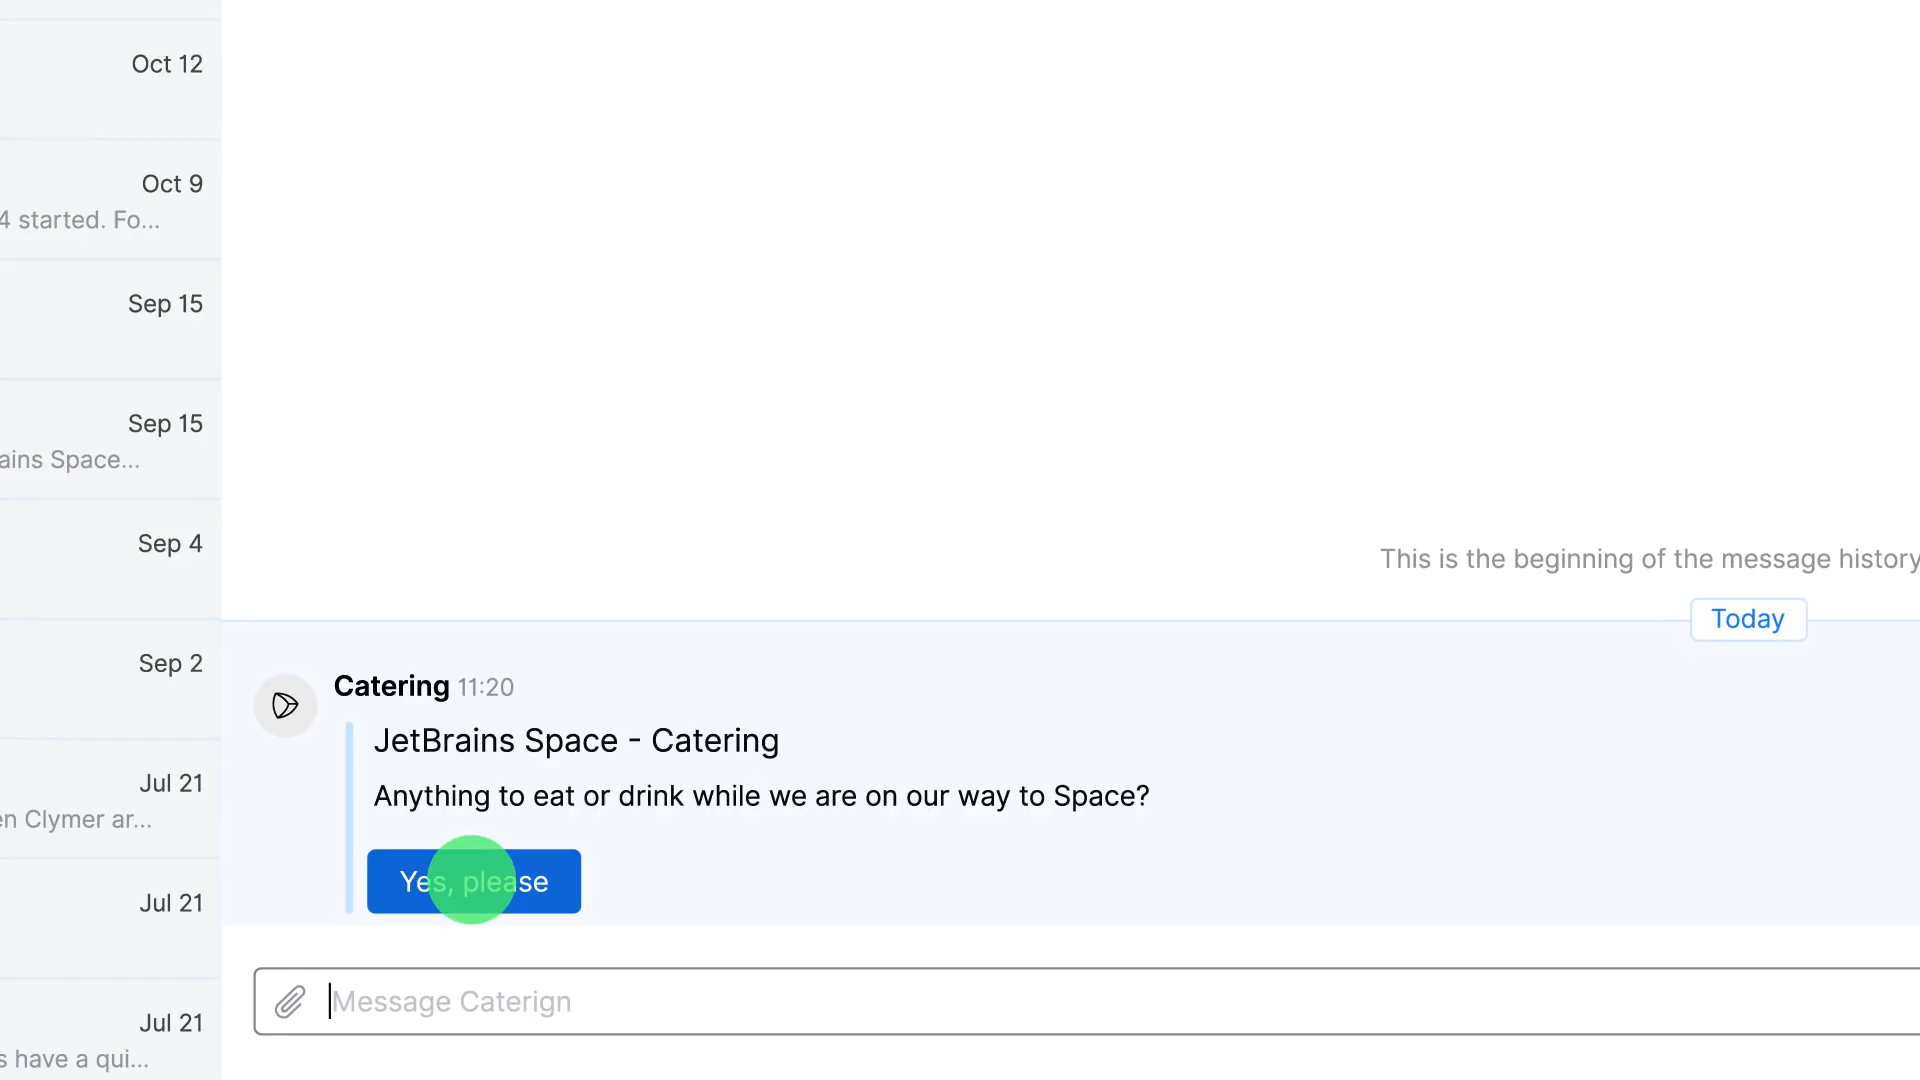 Oct 12
Oct 9
4 started. Fo...
Sep 15
Sep 15
ains Space...
Sep 4
Sep 2
Jul 21
en Clymer ar...
Jul 21
Jul 21
s have a qui...
This is the beginning of the message history
Today
Catering 11:20
JetBrains Space - Catering
Anything to eat or drink while we are on our way to Space?
Yes, please
Message Caterign